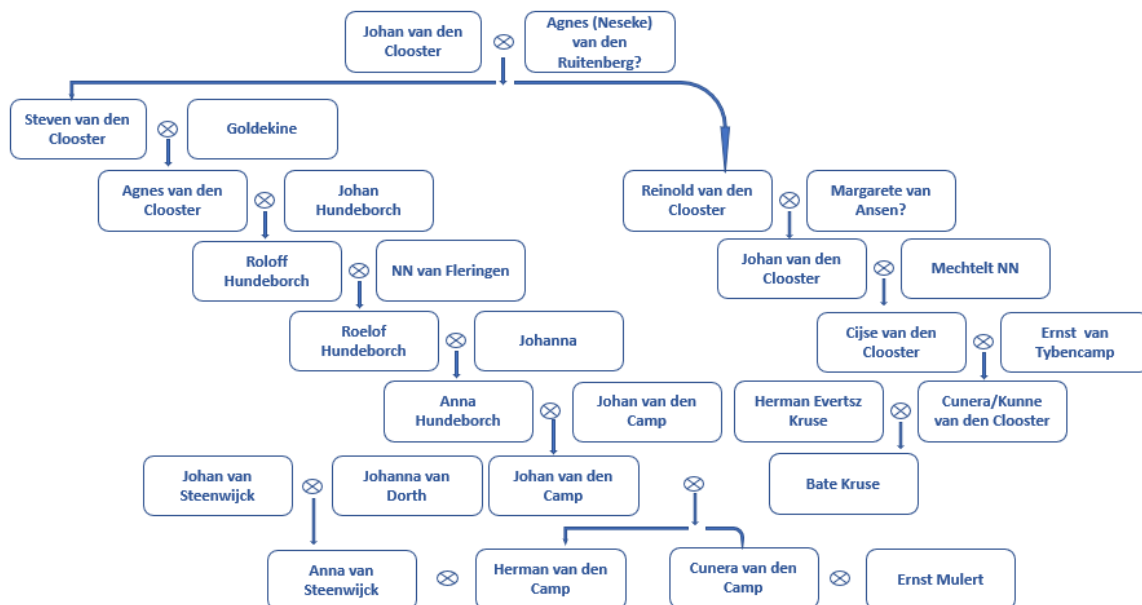 Johan van den
Clooster
Agnes (Neseke)
van den
Ruitenberg?
Steven van den
Clooster
Goldekine
Agnes van den
Clooster
Johan
Hundeborch
Reinold van den
Clooster
Margarete van
Ansen?
Roloff
Hundeborch
NN van Fleringen
Johan van den
Clooster
Mechtelt NN
Roelof
Hundeborch
Johanna
Cijse van den
Clooster
Ernst van
Tybencamp
Anna
Hundeborch
Johan van den
Camp
Herman Evertsz
Kruse
Cunera/Kunne
van den Clooster
Johan van
Steenwijck
Johanna van
Dorth
Johan van den
Camp
Bate Kruse
Anna van
Steenwijck
Herman van den
Camp
Cunera van den
Camp
Ernst Mulert